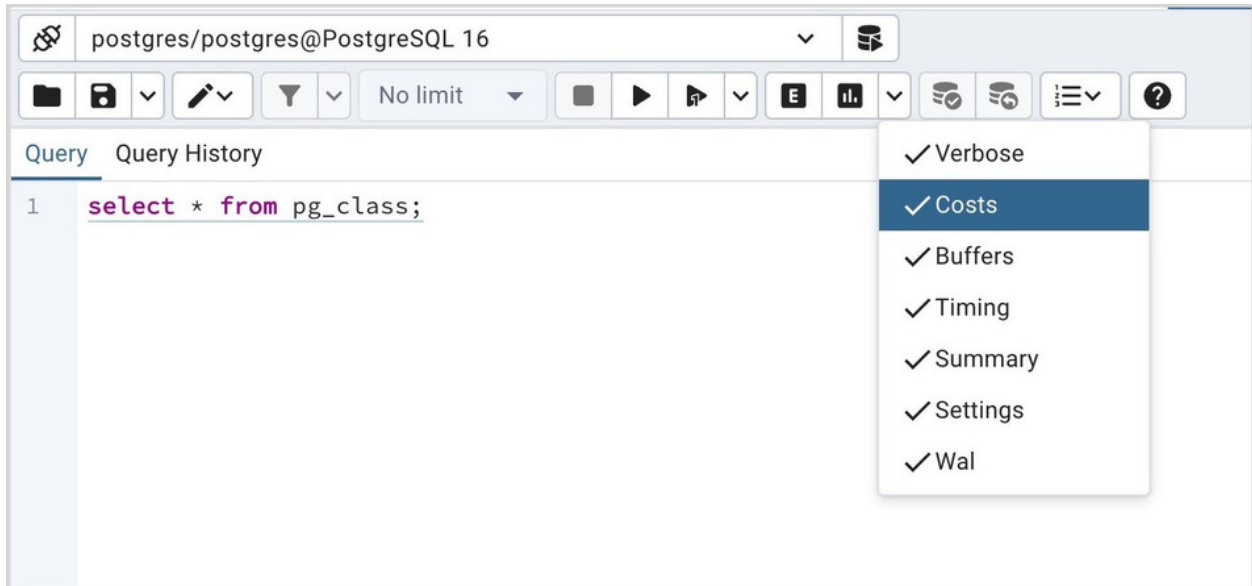 postgres/postgres@PostgreSQL 16
No limit
E
Query Query History
1 select * from pg_class;
Verbose
Costs
Buffers
Timing
Summary
Settings
Wal